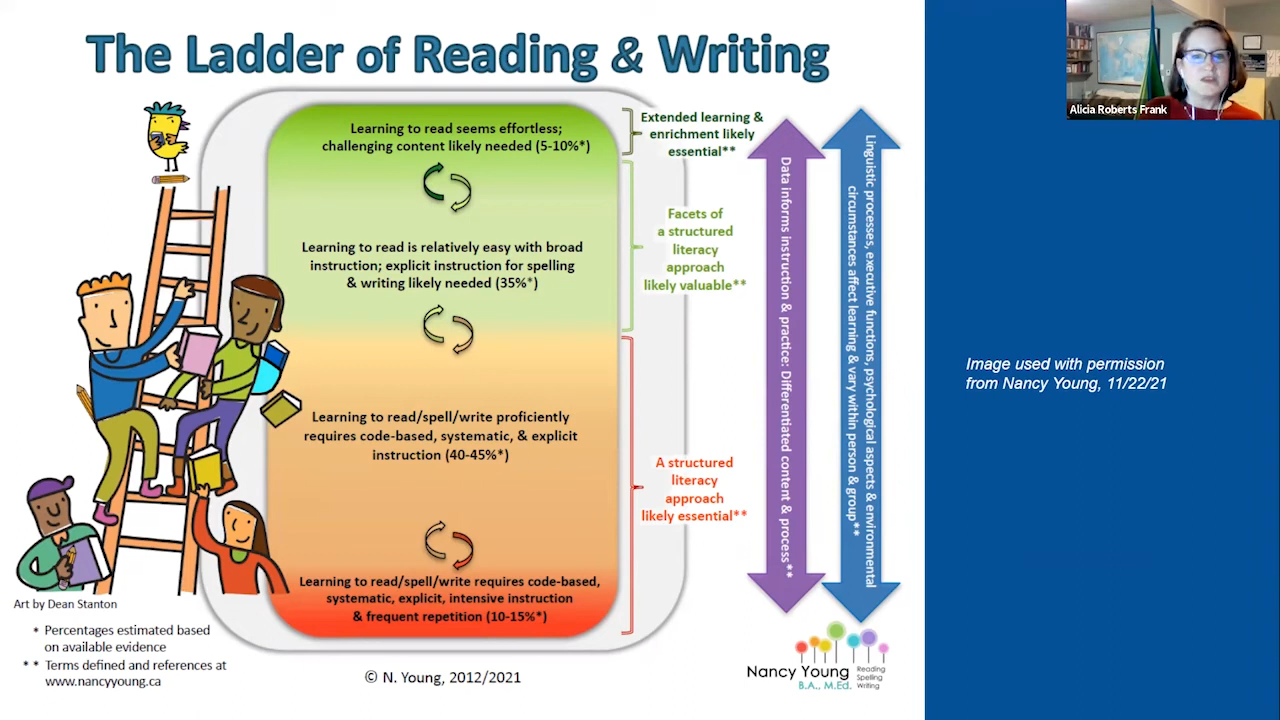 The Ladder of Reading & Writing
Learning to read seems effortless;
challenging content likely needed (5-10%*)
Extended learning &
enrichment likely
essential**
Learning to read is relatively easy with broad
instruction; explicit instruction for spelling
& writing likely needed (35%*)
Facets of
a structured
literacy
approach
likely valuable**
Learning to read/spell/write proficiently
requires code-based, systematic, & explicit
instruction (40-45%*)
A structured
literacy
approach
likely essential**
Learning to read/spell/write requires code-based,
systematic, explicit, intensive instruction
& frequent repetition (10-15%*)
Data informs instruction & practice: Differentiated content & process**
Linguistic processes, executive functions, psychological aspects & environmental
circumstances affect learning & vary within person & group**
Art by Dean Stanton
* Percentages estimated based
on available evidence
** Terms defined and references at
www.nancyyoung.ca
© N. Young, 2012/2021
Nancy Young
B.A., M.Ed.
Reading
Spelling
Writing
Alicia Roberts Frank
Image used with permission
from Nancy Young, 11/22/21